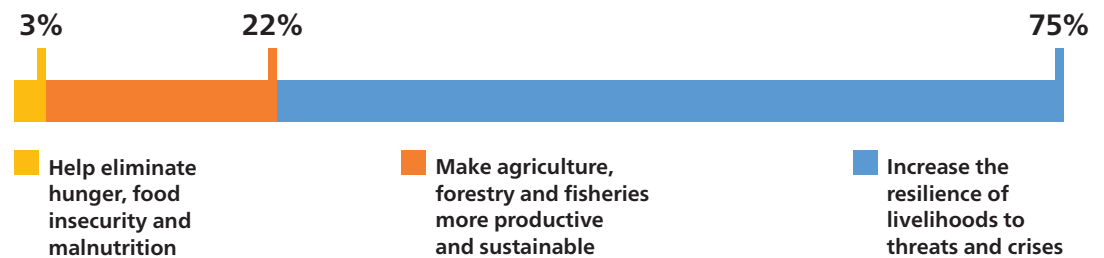 3%
22%
75%
Help eliminate
hunger, food
insecurity and
malnutrition
Make agriculture,
forestry and fisheries
more productive
and sustainable
Increase the
resilience of
livelihoods to
threats and crises